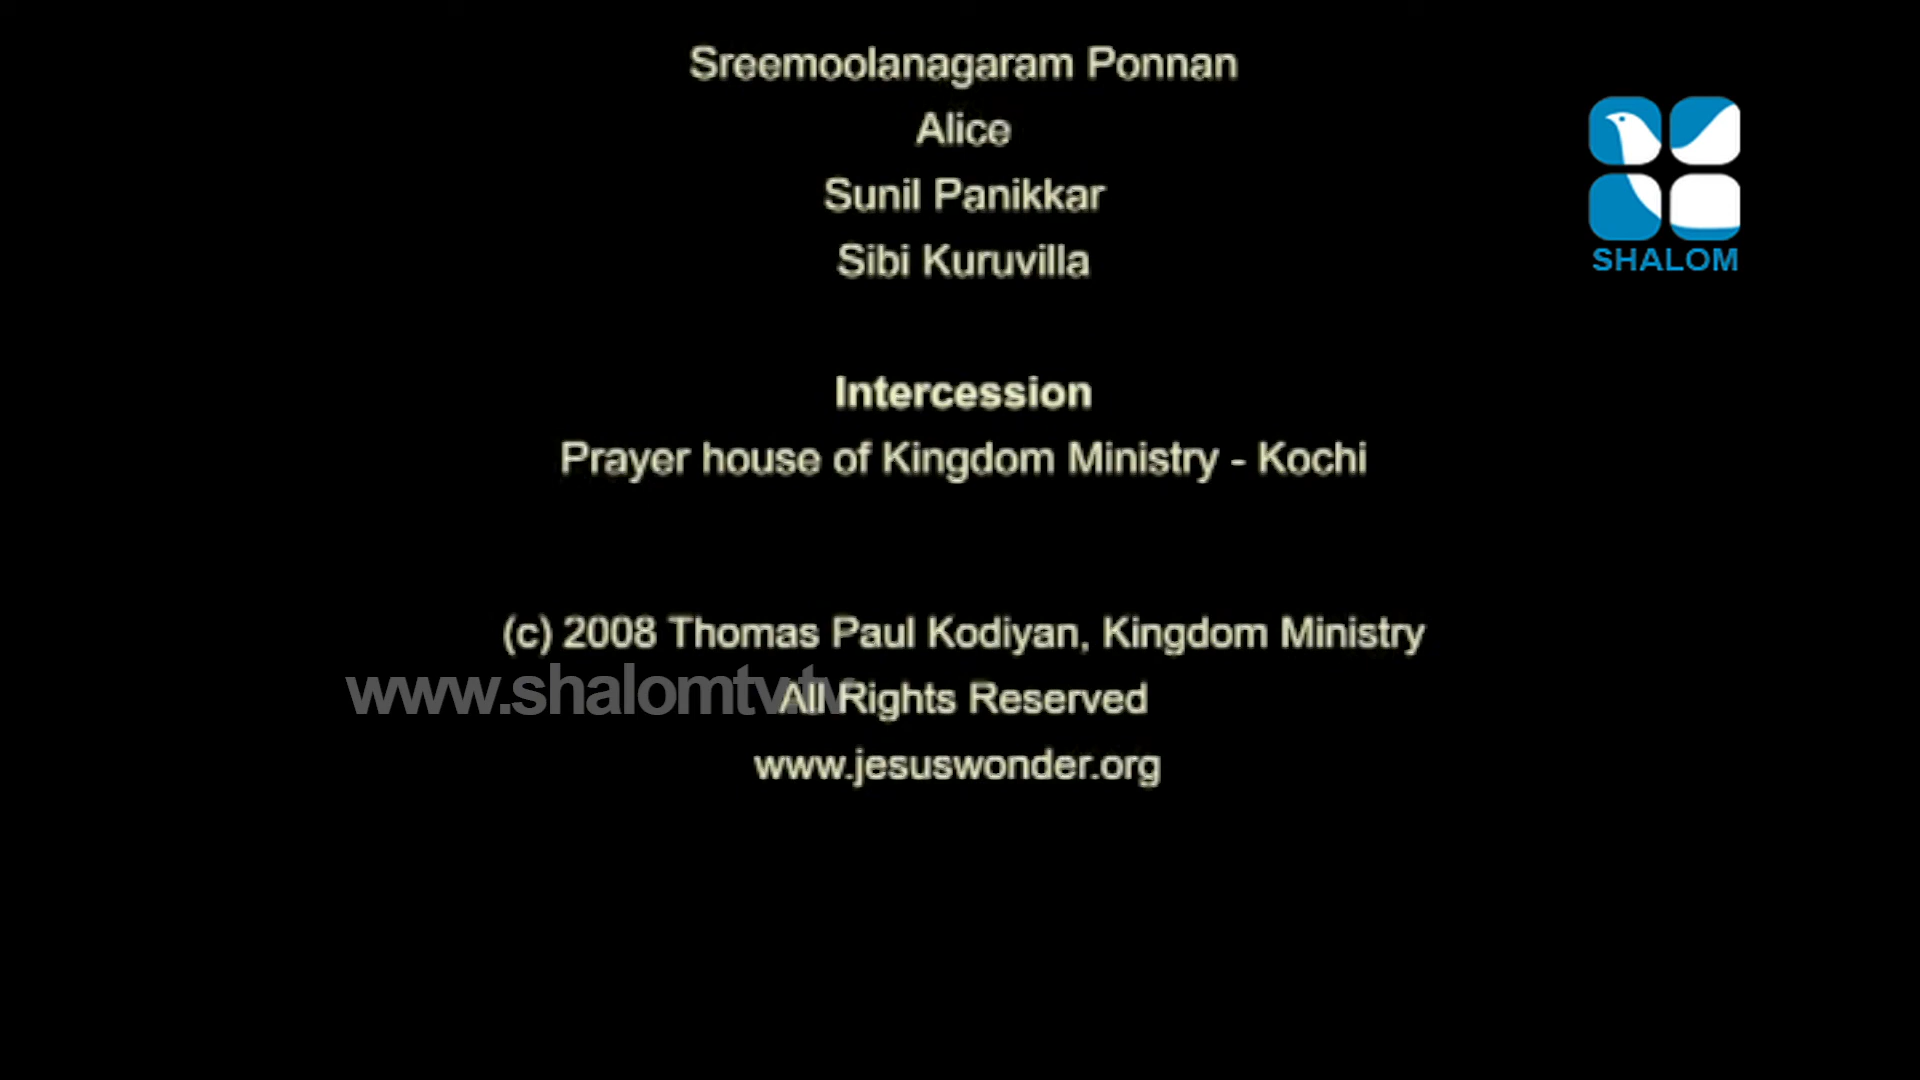 Sreemoolanagaram Ponnan
Alice
Sunil Panikkar
Sibi Kuruvilla
SHALOM
Intercession
Prayer house of Kingdom Ministry - Kochi
(c) 2008 Thomas Paul Kodiyan, Kingdom Ministry
www.shalomtv.tv
All Rights Reserved
www.jesuswonder.org